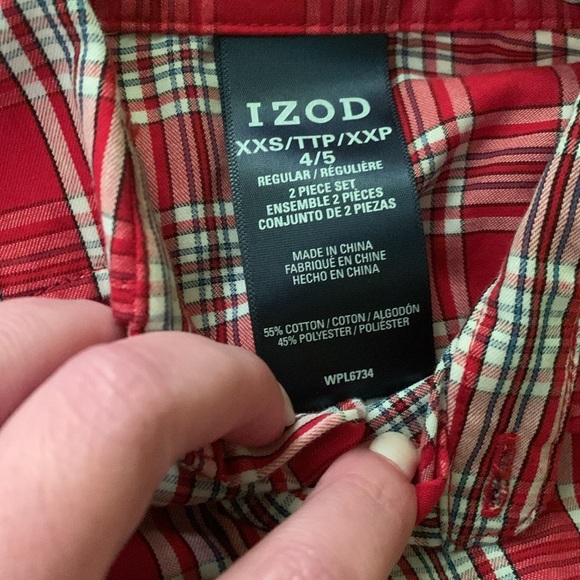 IZOD
XXS/TTP/XXP
4/5
REGULAR / RÉGULIÈRE
2 PIECE SET
ENSEMBLE 2 PIÈCES
CONJUNTO DE 2 PIEZAS
MADE IN CHINA
FABRIQUÉ EN CHINE
HECHO EN CHINA
55% COTTON / COTON / ALGODÓN
45% POLYESTER / POLIÉSTER
WPL6734